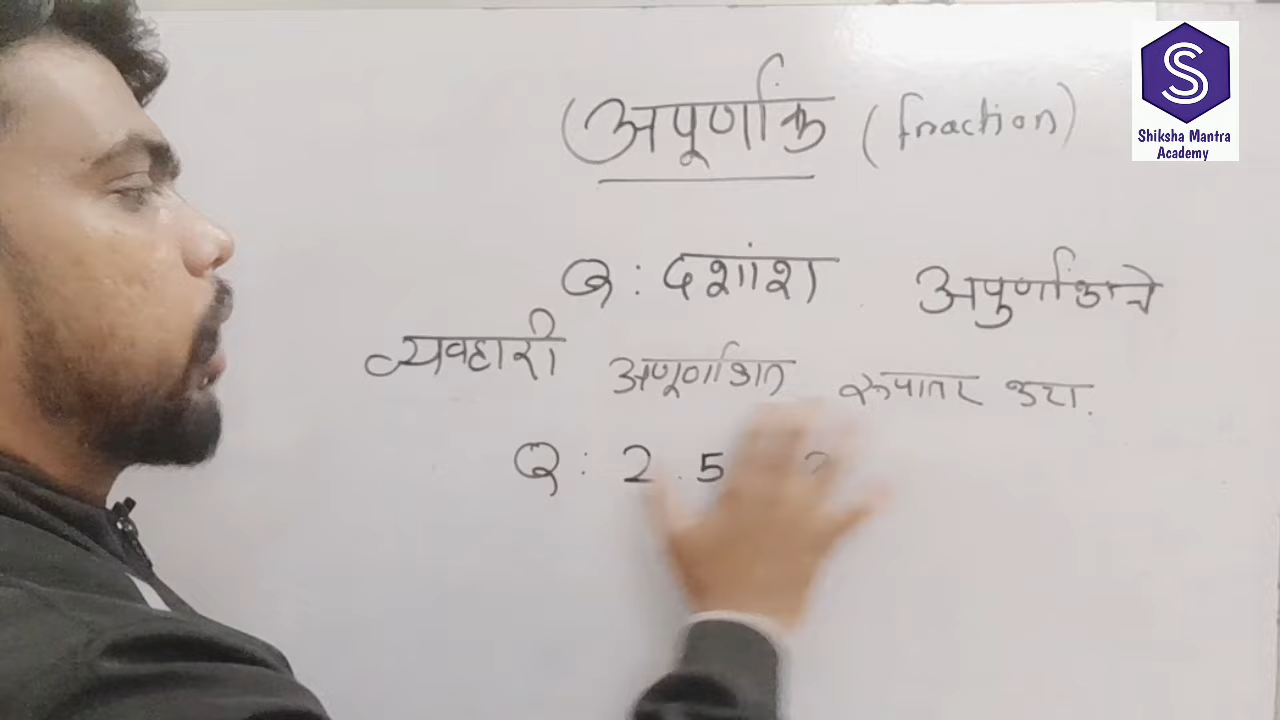 अपूर्णांक (fraction)
Q: दशांश अपुर्णांकाचे
व्यवहारी अपूर्णांकात रूपातर करा.
Q: 2.5
S
Shiksha Mantra
Academy